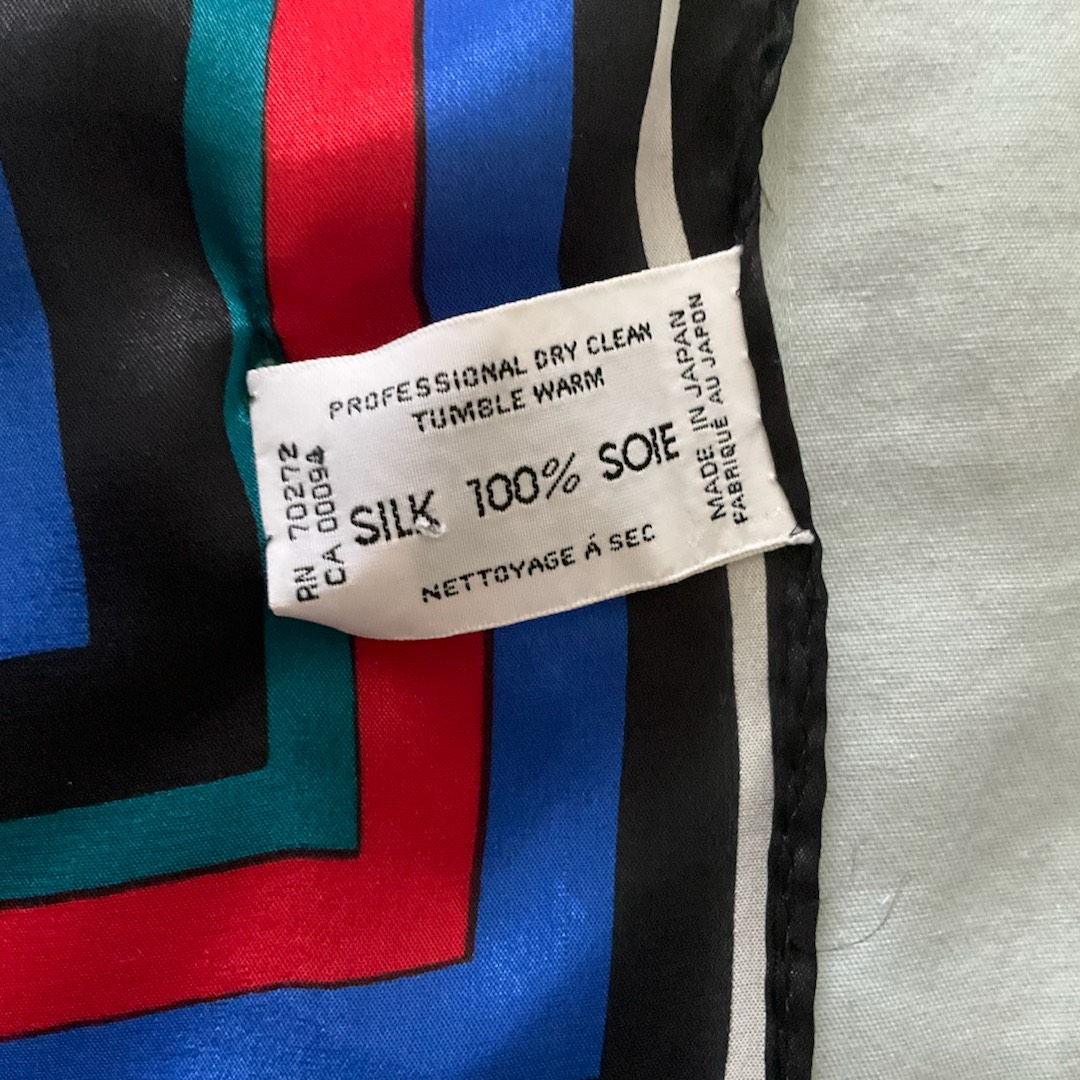 PROFESSIONAL DRY CLEAN
TUMBLE WARM
SILK 100% SOIE
NETTOYAGE Á SEC
RN 70272
CA 00094
MADE IN JAPAN
FABRIQUÉ AU JAPON